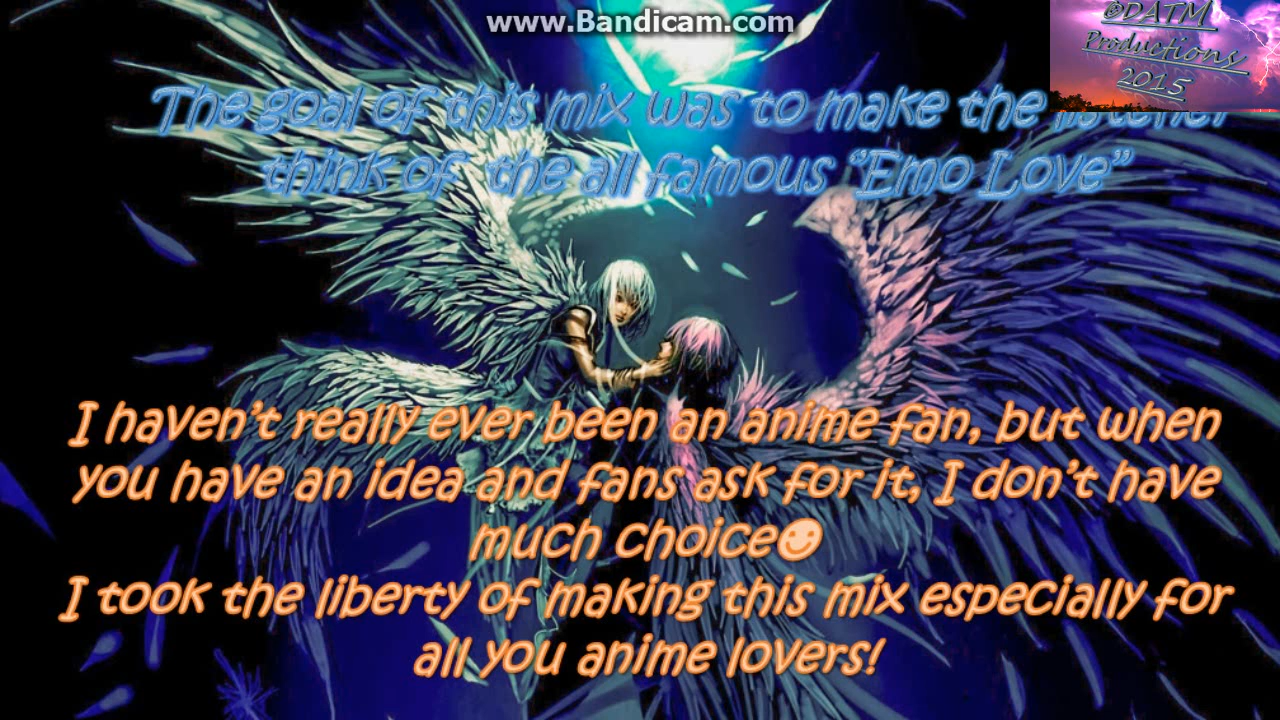 www.Bandicam.com
©DATM
Productions
2015
The goal of this mix was to make the listener
think of the all famous “Emo Love”
I haven’t really ever been an anime fan, but when
you have an idea and fans ask for it, I don’t have
much choice☻
I took the liberty of making this mix especially for
all you anime lovers!